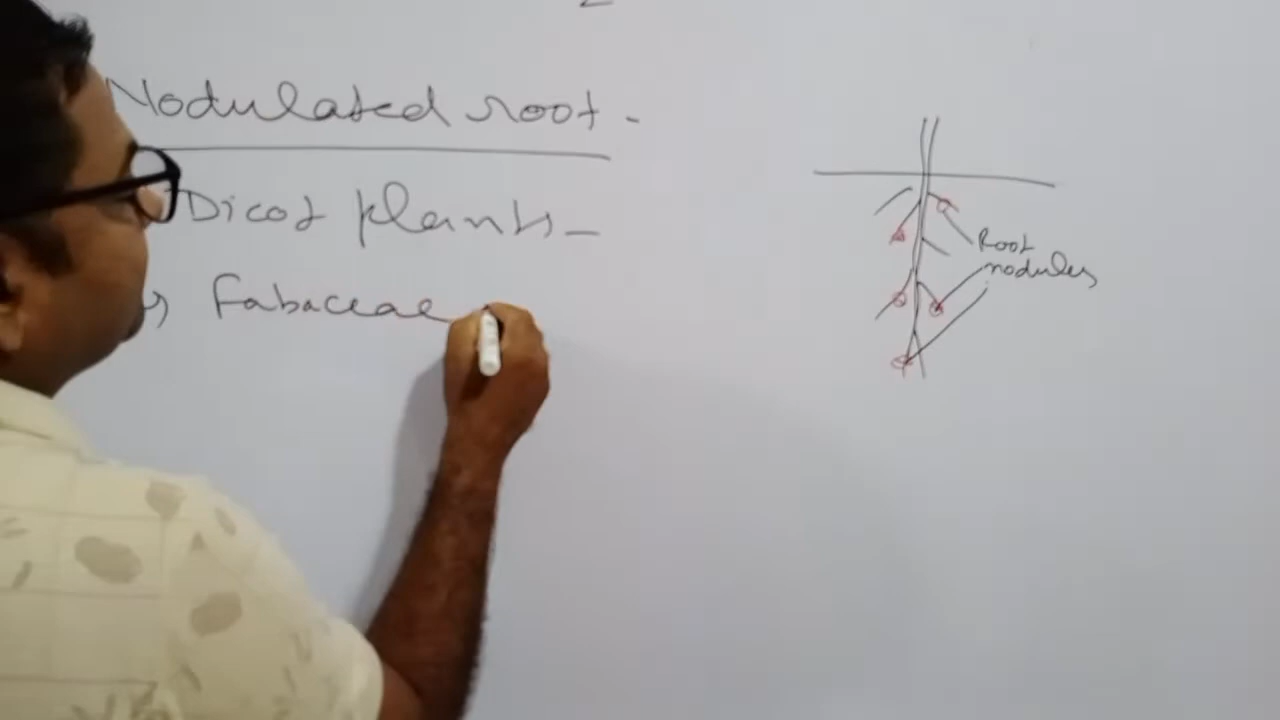 Nodulated root -
Dicot plants -
Fabaceae
Root
nodules